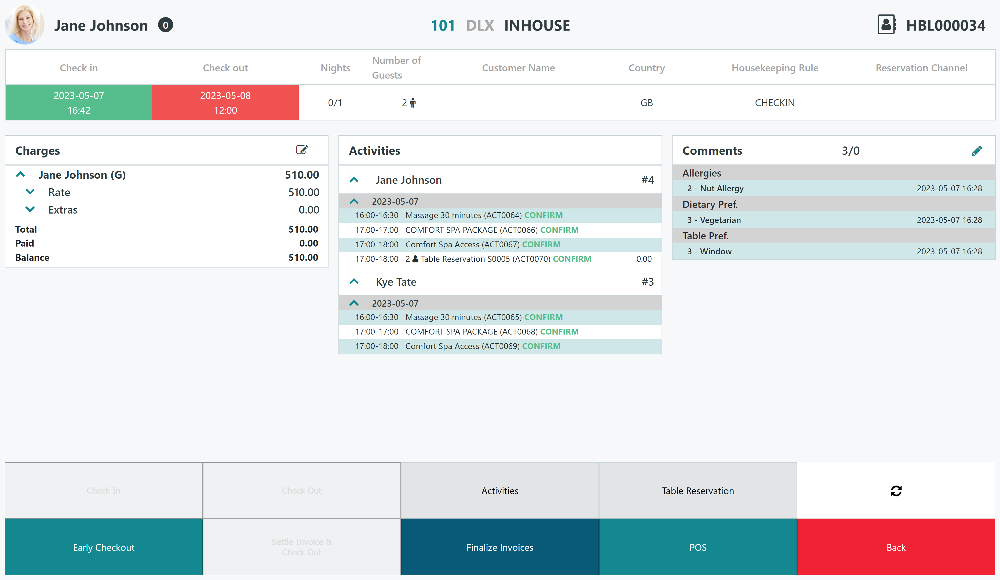 Jane Johnson 0
101 DLX INHOUSE
HBL000034
Check in
Check out
Nights
Number of
Guests
Customer Name
Country
Housekeeping Rule
Reservation Channel
2023-05-07
16:42
2023-05-08
12:00
0/1
2
GB
CHECKIN
Charges
Jane Johnson (G) 510.00
Rate 510.00
Extras 0.00
Total 510.00
Paid 0.00
Balance 510.00
Activities
Jane Johnson #4
2023-05-07
16:00-16:30 Massage 30 minutes (ACT0064) CONFIRM
17:00-17:00 COMFORT SPA PACKAGE (ACT0066) CONFIRM
17:00-18:00 Comfort Spa Access (ACT0067) CONFIRM
17:00-18:00 2 Table Reservation S0005 (ACT0070) CONFIRM 0.00
Kye Tate #3
2023-05-07
16:00-16:30 Massage 30 minutes (ACT0065) CONFIRM
17:00-17:00 COMFORT SPA PACKAGE (ACT0068) CONFIRM
17:00-18:00 Comfort Spa Access (ACT0069) CONFIRM
Comments 3/0
Allergies
2 - Nut Allergy 2023-05-07 16:28
Dietary Pref.
3 - Vegetarian 2023-05-07 16:28
Table Pref.
3 - Window 2023-05-07 16:28
Check In
Check Out
Activities
Table Reservation
Early Checkout
Settle Invoice &
Check Out
Finalize Invoices
POS
Back